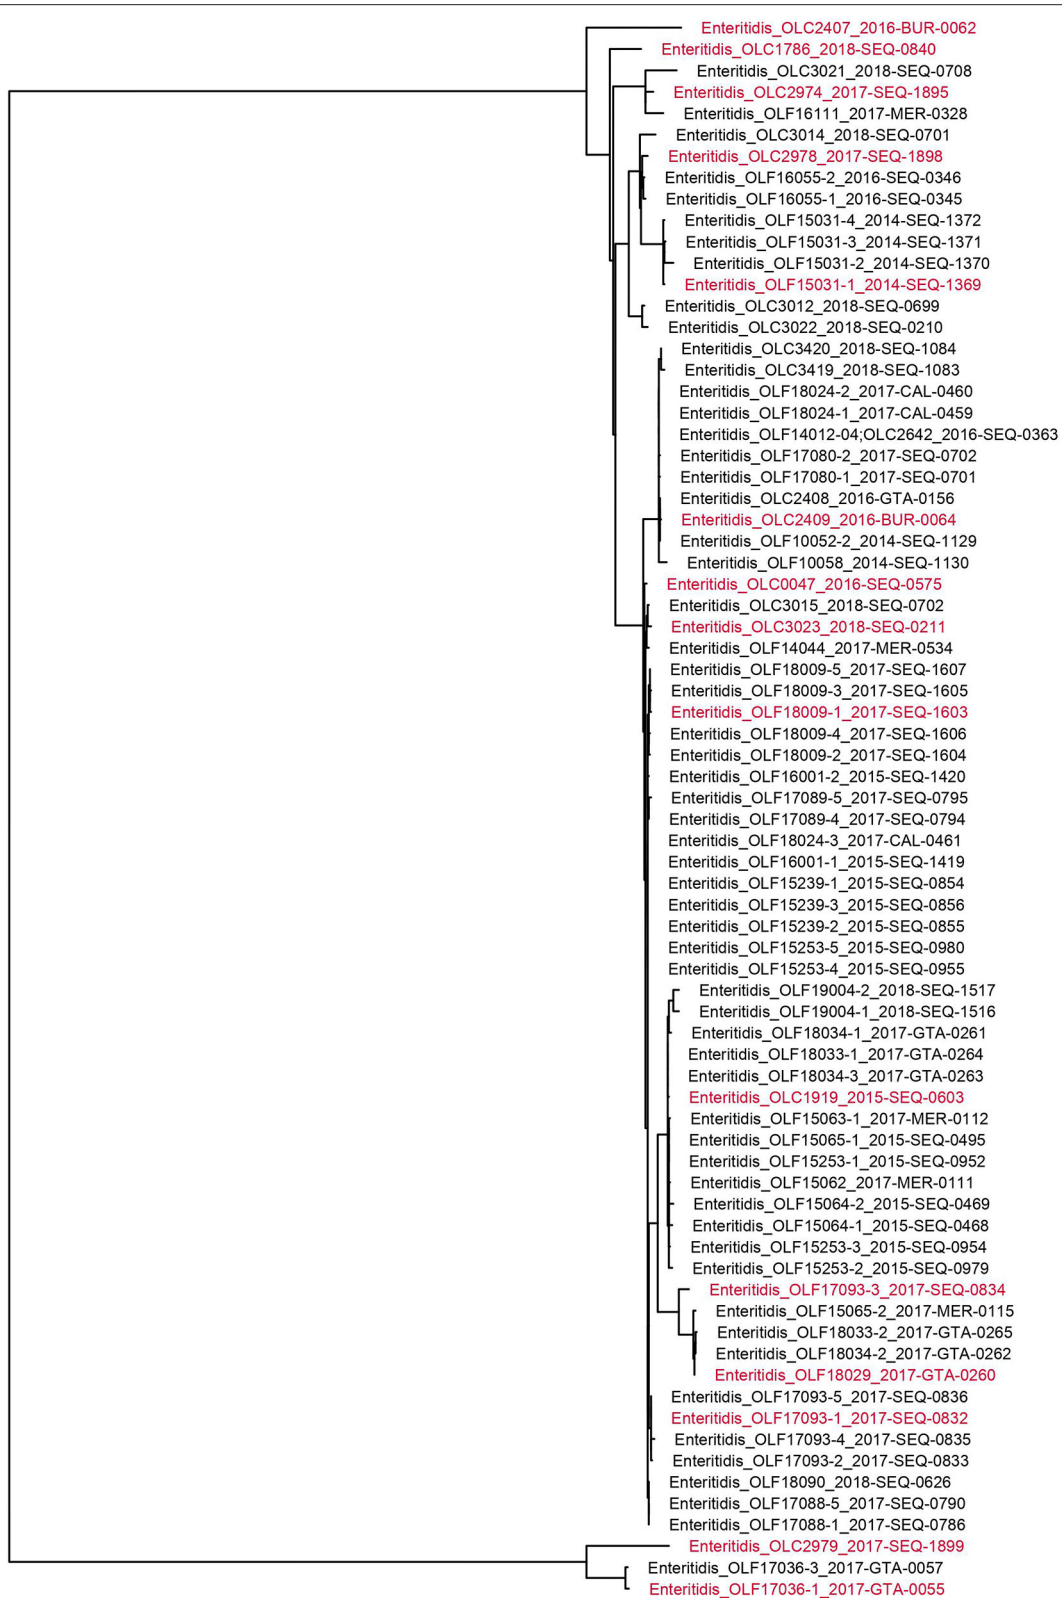 Enteritidis_OLC2407_2016-BUR-0062
Enteritidis_OLC1786_2018-SEQ-0840
Enteritidis_OLC3021_2018-SEQ-0708
Enteritidis_OLC2974_2017-SEQ-1895
Enteritidis_OLF16111_2017-MER-0328
Enteritidis_OLC3014_2018-SEQ-0701
Enteritidis_OLC2978_2017-SEQ-1898
Enteritidis_OLF16055-2_2016-SEQ-0346
Enteritidis_OLF16055-1_2016-SEQ-0345
Enteritidis_OLF15031-4_2014-SEQ-1372
Enteritidis_OLF15031-3_2014-SEQ-1371
Enteritidis_OLF15031-2_2014-SEQ-1370
Enteritidis_OLF15031-1_2014-SEQ-1369
Enteritidis_OLC3012_2018-SEQ-0699
Enteritidis_OLC3022_2018-SEQ-0210
Enteritidis_OLC3420_2018-SEQ-1084
Enteritidis_OLC3419_2018-SEQ-1083
Enteritidis_OLF18024-2_2017-CAL-0460
Enteritidis_OLF18024-1_2017-CAL-0459
Enteritidis_OLF14012-04;OLC2642_2016-SEQ-0363
Enteritidis_OLF17080-2_2017-SEQ-0702
Enteritidis_OLF17080-1_2017-SEQ-0701
Enteritidis_OLC2408_2016-GTA-0156
Enteritidis_OLC2409_2016-BUR-0064
Enteritidis_OLF10052-2_2014-SEQ-1129
Enteritidis_OLF10058_2014-SEQ-1130
Enteritidis_OLC0047_2016-SEQ-0575
Enteritidis_OLC3015_2018-SEQ-0702
Enteritidis_OLC3023_2018-SEQ-0211
Enteritidis_OLF14044_2017-MER-0534
Enteritidis_OLF18009-5_2017-SEQ-1607
Enteritidis_OLF18009-3_2017-SEQ-1605
Enteritidis_OLF18009-1_2017-SEQ-1603
Enteritidis_OLF18009-4_2017-SEQ-1606
Enteritidis_OLF18009-2_2017-SEQ-1604
Enteritidis_OLF16001-2_2015-SEQ-1420
Enteritidis_OLF17089-5_2017-SEQ-0795
Enteritidis_OLF17089-4_2017-SEQ-0794
Enteritidis_OLF18024-3_2017-CAL-0461
Enteritidis_OLF16001-1_2015-SEQ-1419
Enteritidis_OLF15239-1_2015-SEQ-0854
Enteritidis_OLF15239-3_2015-SEQ-0856
Enteritidis_OLF15239-2_2015-SEQ-0855
Enteritidis_OLF15253-5_2015-SEQ-0980
Enteritidis_OLF15253-4_2015-SEQ-0955
Enteritidis_OLF19004-2_2018-SEQ-1517
Enteritidis_OLF19004-1_2018-SEQ-1516
Enteritidis_OLF18034-1_2017-GTA-0261
Enteritidis_OLF18033-1_2017-GTA-0264
Enteritidis_OLF18034-3_2017-GTA-0263
Enteritidis_OLC1919_2015-SEQ-0603
Enteritidis_OLF15063-1_2017-MER-0112
Enteritidis_OLF15065-1_2015-SEQ-0495
Enteritidis_OLF15253-1_2015-SEQ-0952
Enteritidis_OLF15062_2017-MER-0111
Enteritidis_OLF15064-2_2015-SEQ-0469
Enteritidis_OLF15064-1_2015-SEQ-0468
Enteritidis_OLF15253-3_2015-SEQ-0954
Enteritidis_OLF15253-2_2015-SEQ-0979
Enteritidis_OLF17093-3_2017-SEQ-0834
Enteritidis_OLF15065-2_2017-MER-0115
Enteritidis_OLF18033-2_2017-GTA-0265
Enteritidis_OLF18034-2_2017-GTA-0262
Enteritidis_OLF18029_2017-GTA-0260
Enteritidis_OLF17093-5_2017-SEQ-0836
Enteritidis_OLF17093-1_2017-SEQ-0832
Enteritidis_OLF17093-4_2017-SEQ-0835
Enteritidis_OLF17093-2_2017-SEQ-0833
Enteritidis_OLF18090_2018-SEQ-0626
Enteritidis_OLF17088-5_2017-SEQ-0790
Enteritidis_OLF17088-1_2017-SEQ-0786
Enteritidis_OLC2979_2017-SEQ-1899
Enteritidis_OLF17036-3_2017-GTA-0057
Enteritidis_OLF17036-1_2017-GTA-0055